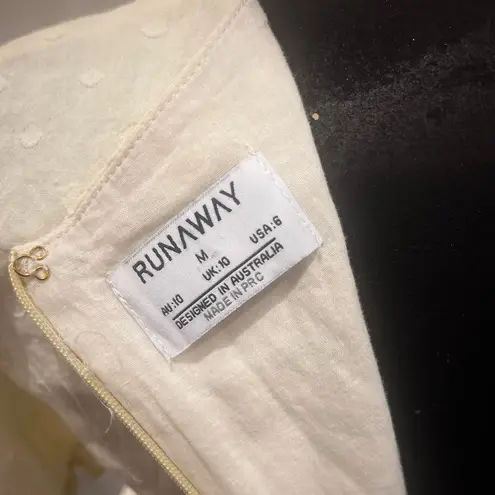 RUNAWAY
M
AU:10 UK:10 USA:6
DESIGNED IN AUSTRALIA
MADE IN PRC